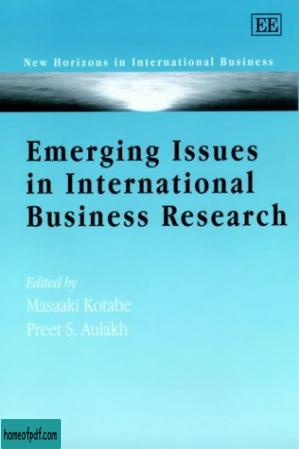 EE
New Horizons in International Business
Emerging Issues
in International
Business Research
Edited by
Masaaki Kotabe
Preet S. Aulakh
homeofpdf.com